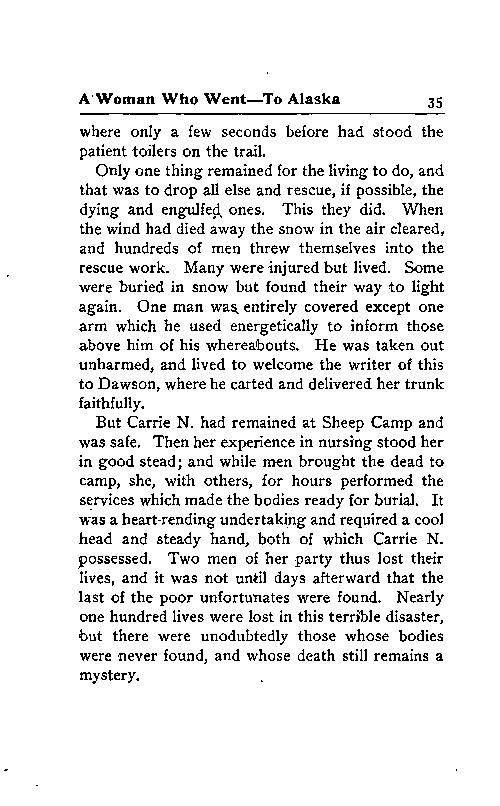 A Woman Who Went—To Alaska 35
where only a few seconds before had stood the
patient toilers on the trail.
Only one thing remained for the living to do, and
that was to drop all else and rescue, if possible, the
dying and engulfed ones. This they did. When
the wind had died away the snow in the air cleared,
and hundreds of men threw themselves into the
rescue work. Many were injured but lived. Some
were buried in snow but found their way to light
again. One man was entirely covered except one
arm which he used energetically to inform those
above him of his whereabouts. He was taken out
unharmed, and lived to welcome the writer of this
to Dawson, where he carted and delivered her trunk
faithfully.
But Carrie N. had remained at Sheep Camp and
was safe. Then her experience in nursing stood her
in good stead; and while men brought the dead to
camp, she, with others, for hours performed the
services which made the bodies ready for burial. It
was a heart-rending undertaking and required a cool
head and steady hand, both of which Carrie N.
possessed. Two men of her party thus lost their
lives, and it was not until days afterward that the
last of the poor unfortunates were found. Nearly
one hundred lives were lost in this terrible disaster,
but there were unodubtedly those whose bodies
were never found, and whose death still remains a
mystery.